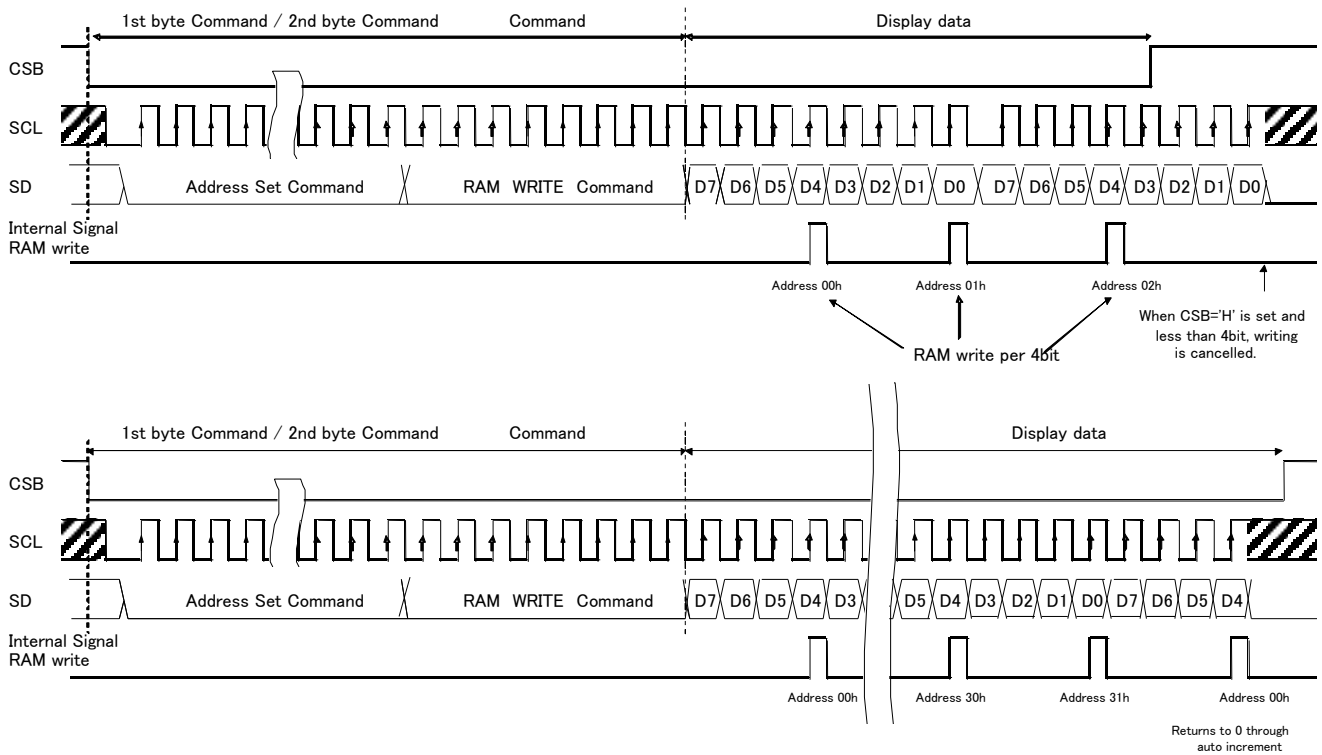 1st byte Command / 2nd byte Command Command Display data
CSB
SCL
SD Address Set Command RAM WRITE Command D7 D6 D5 D4 D3 D2 D1 D0 D7 D6 D5 D4 D3 D2 D1 D0
Internal Signal
RAM write
Address 00h Address 01h Address 02h
When CSB='H' is set and
less than 4bit, writing
is cancelled.
RAM write per 4bit
1st byte Command / 2nd byte Command Command Display data
CSB
SCL
SD Address Set Command RAM WRITE Command D7 D6 D5 D4 D3 D5 D4 D3 D2 D1 D0 D7 D6 D5 D4
Internal Signal
RAM write
Address 00h Address 30h Address 31h Address 00h
Returns to 0 through
auto increment